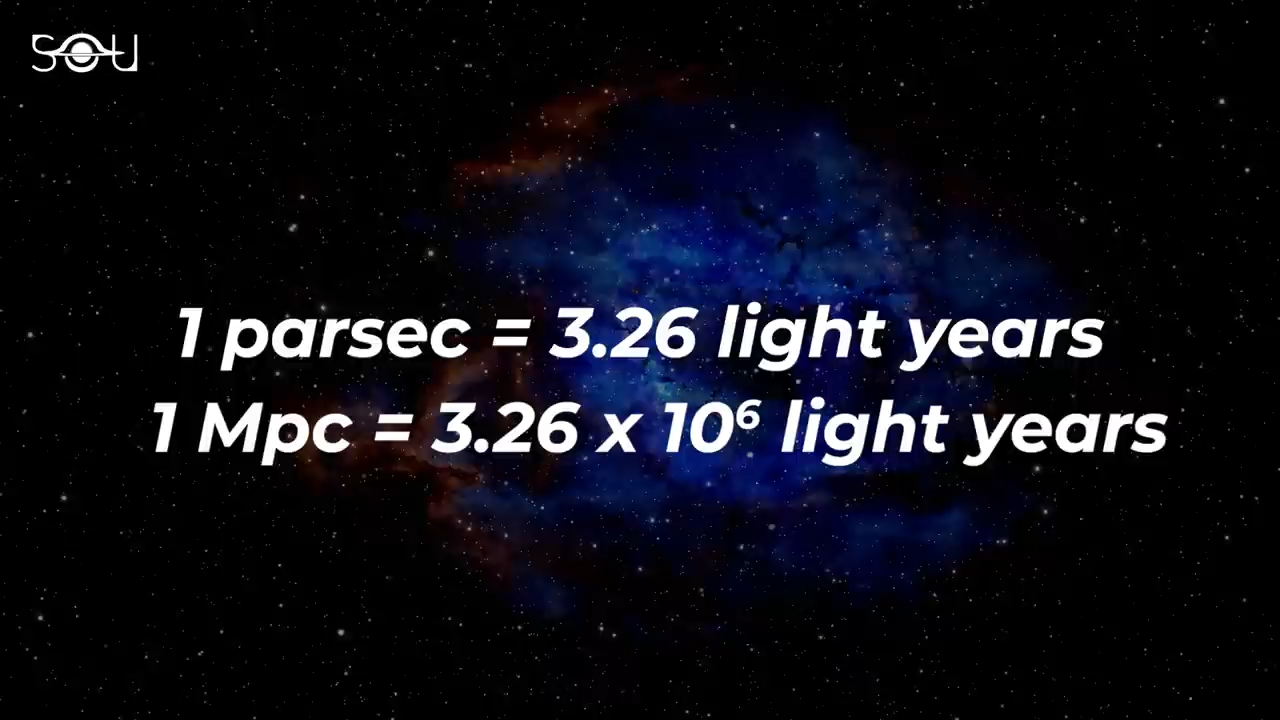 SOU
1 parsec = 3.26 light years
1 Mpc = 3.26 x 10⁶ light years